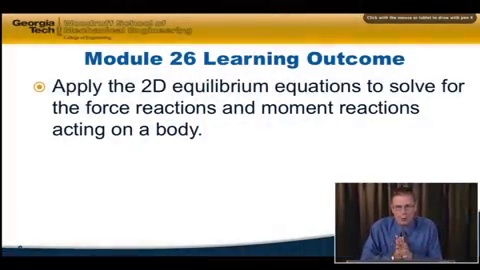 Click with the mouse or tablet to draw with pen 4
Georgia Tech
Woodruff School of
Mechanical Engineering
College of Engineering
Module 26 Learning Outcome
Apply the 2D equilibrium equations to solve for
the force reactions and moment reactions
acting on a body.